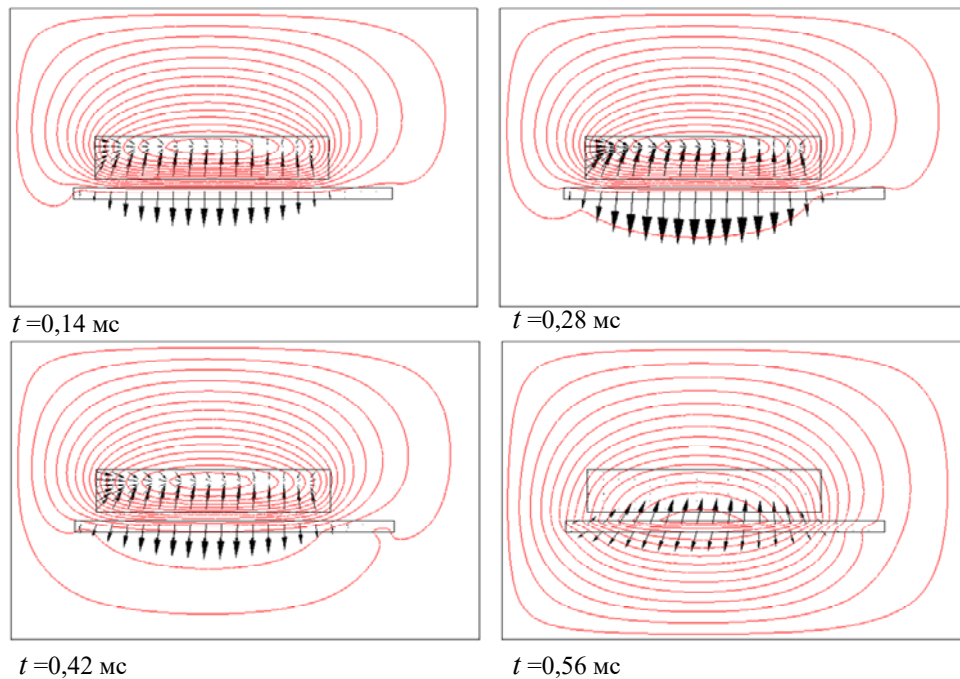 t =0,14 мс
t =0,28 мс
t =0,42 мс
t =0,56 мс